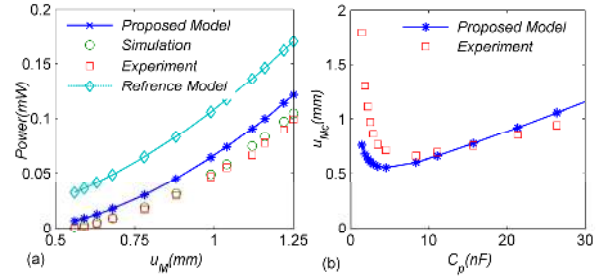 Proposed Model
Simulation
Experiment
Refrence Model
Power(mW)
0.2
0.15
0.1
0.05
0
0.5
0.75
1
1.25
(a)
u_M(mm)
Proposed Model
Experiment
u_Mc(mm)
2
1.5
1
0.5
0
0
10
20
30
(b)
C_p(nF)